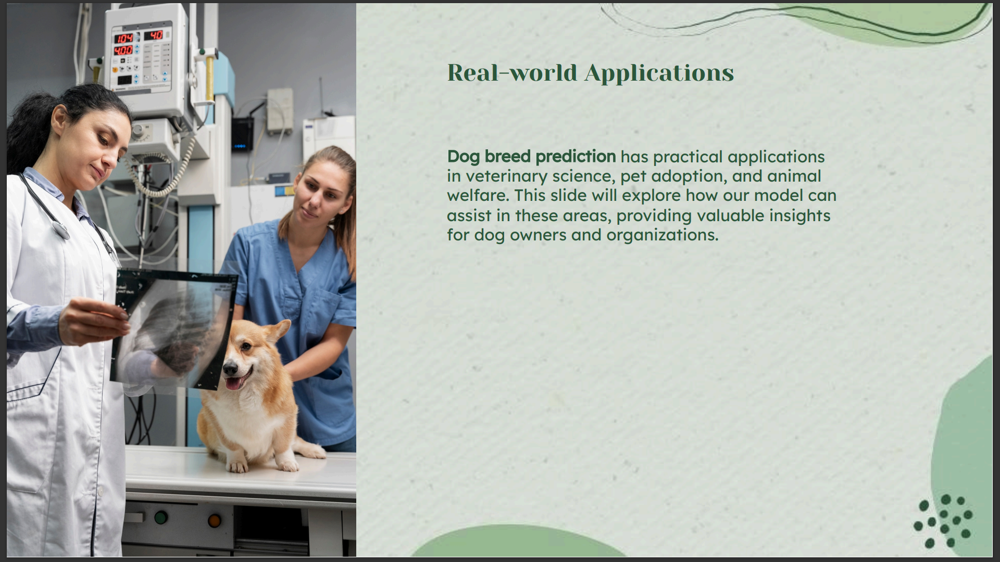 104 40
4.00
Real-world Applications
Dog breed prediction has practical applications
in veterinary science, pet adoption, and animal
welfare. This slide will explore how our model can
assist in these areas, providing valuable insights
for dog owners and organizations.